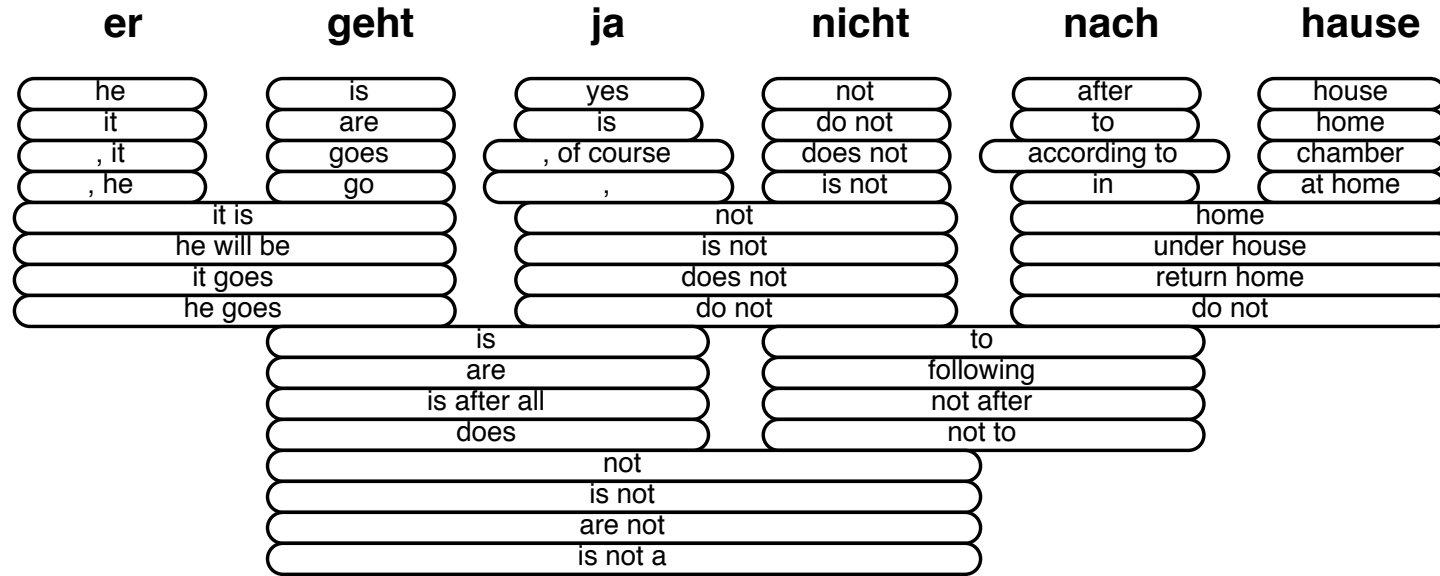 er geht ja nicht nach hause
he is yes not after house
it are is do not to home
, it goes , of course does not according to chamber
, he go , is not in at home
it is not home
he will be is not under house
it goes does not return home
he goes do not do not
is to
are following
is after all not after
does not to
not
is not
are not
is not a